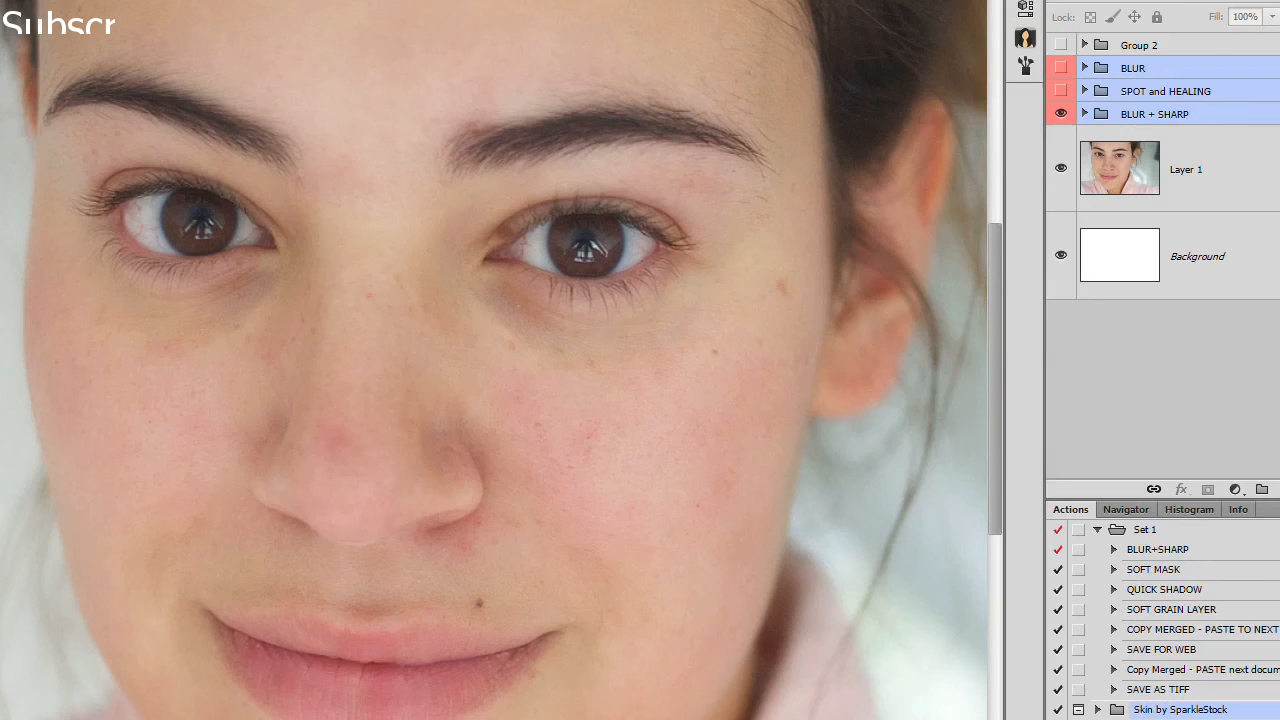 Subscr
Lock:
Fill: 100%
Group 2
BLUR
SPOT and HEALING
BLUR + SHARP
Layer 1
Background
fx
Actions Navigator Histogram Info
Set 1
BLUR+SHARP
SOFT MASK
QUICK SHADOW
SOFT GRAIN LAYER
COPY MERGED - PASTE TO NEXT
SAVE FOR WEB
Copy Merged - PASTE next docum
SAVE AS TIFF
Skin by SparkleStock